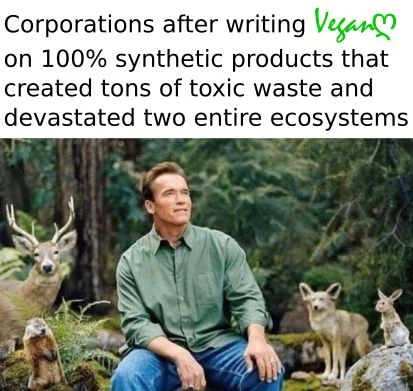 Corporations after writing Vegan
on 100% synthetic products that
created tons of toxic waste and
devastated two entire ecosystems